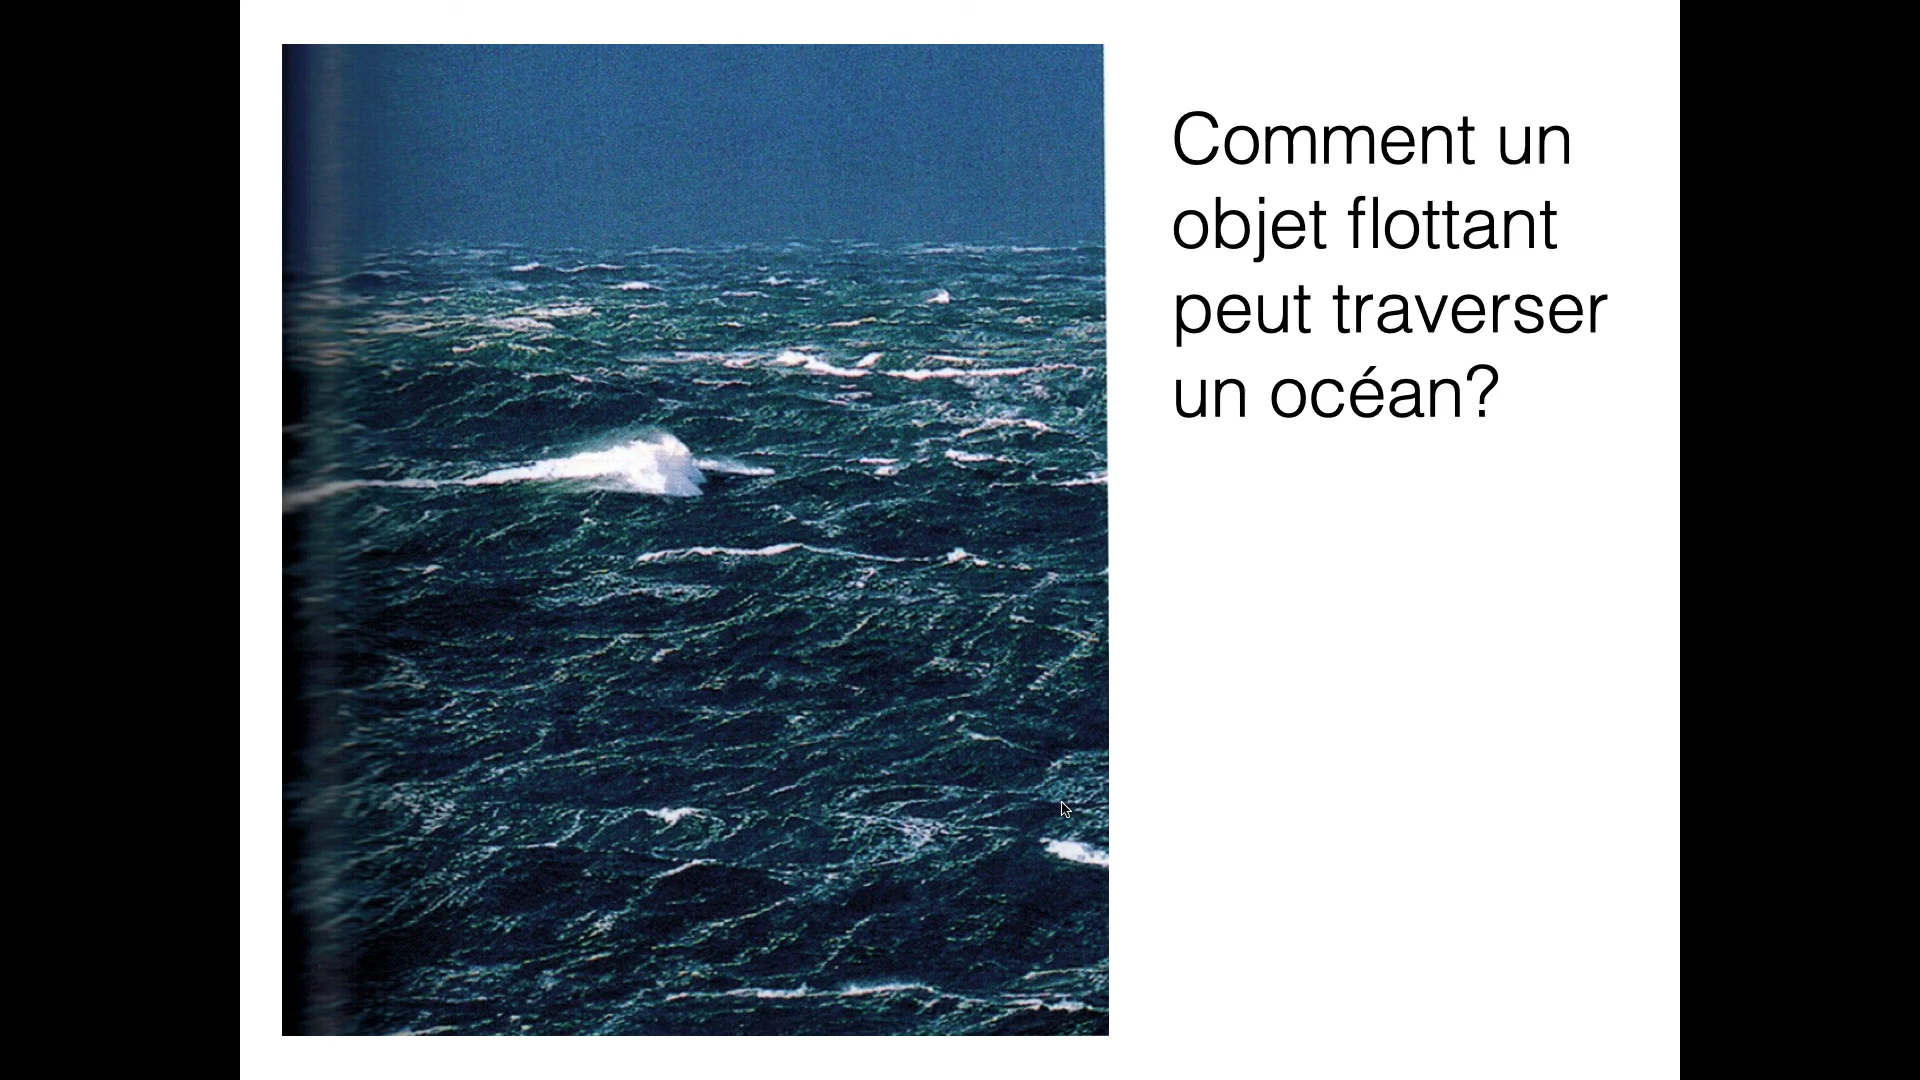 Comment un
objet flottant
peut traverser
un océan?